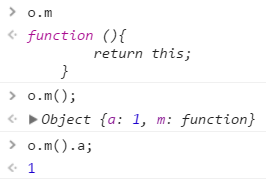 > o.m
< function (){
        return this;
    }
> o.m();
< ▶Object {a: 1, m: function}
> o.m().a;
< 1